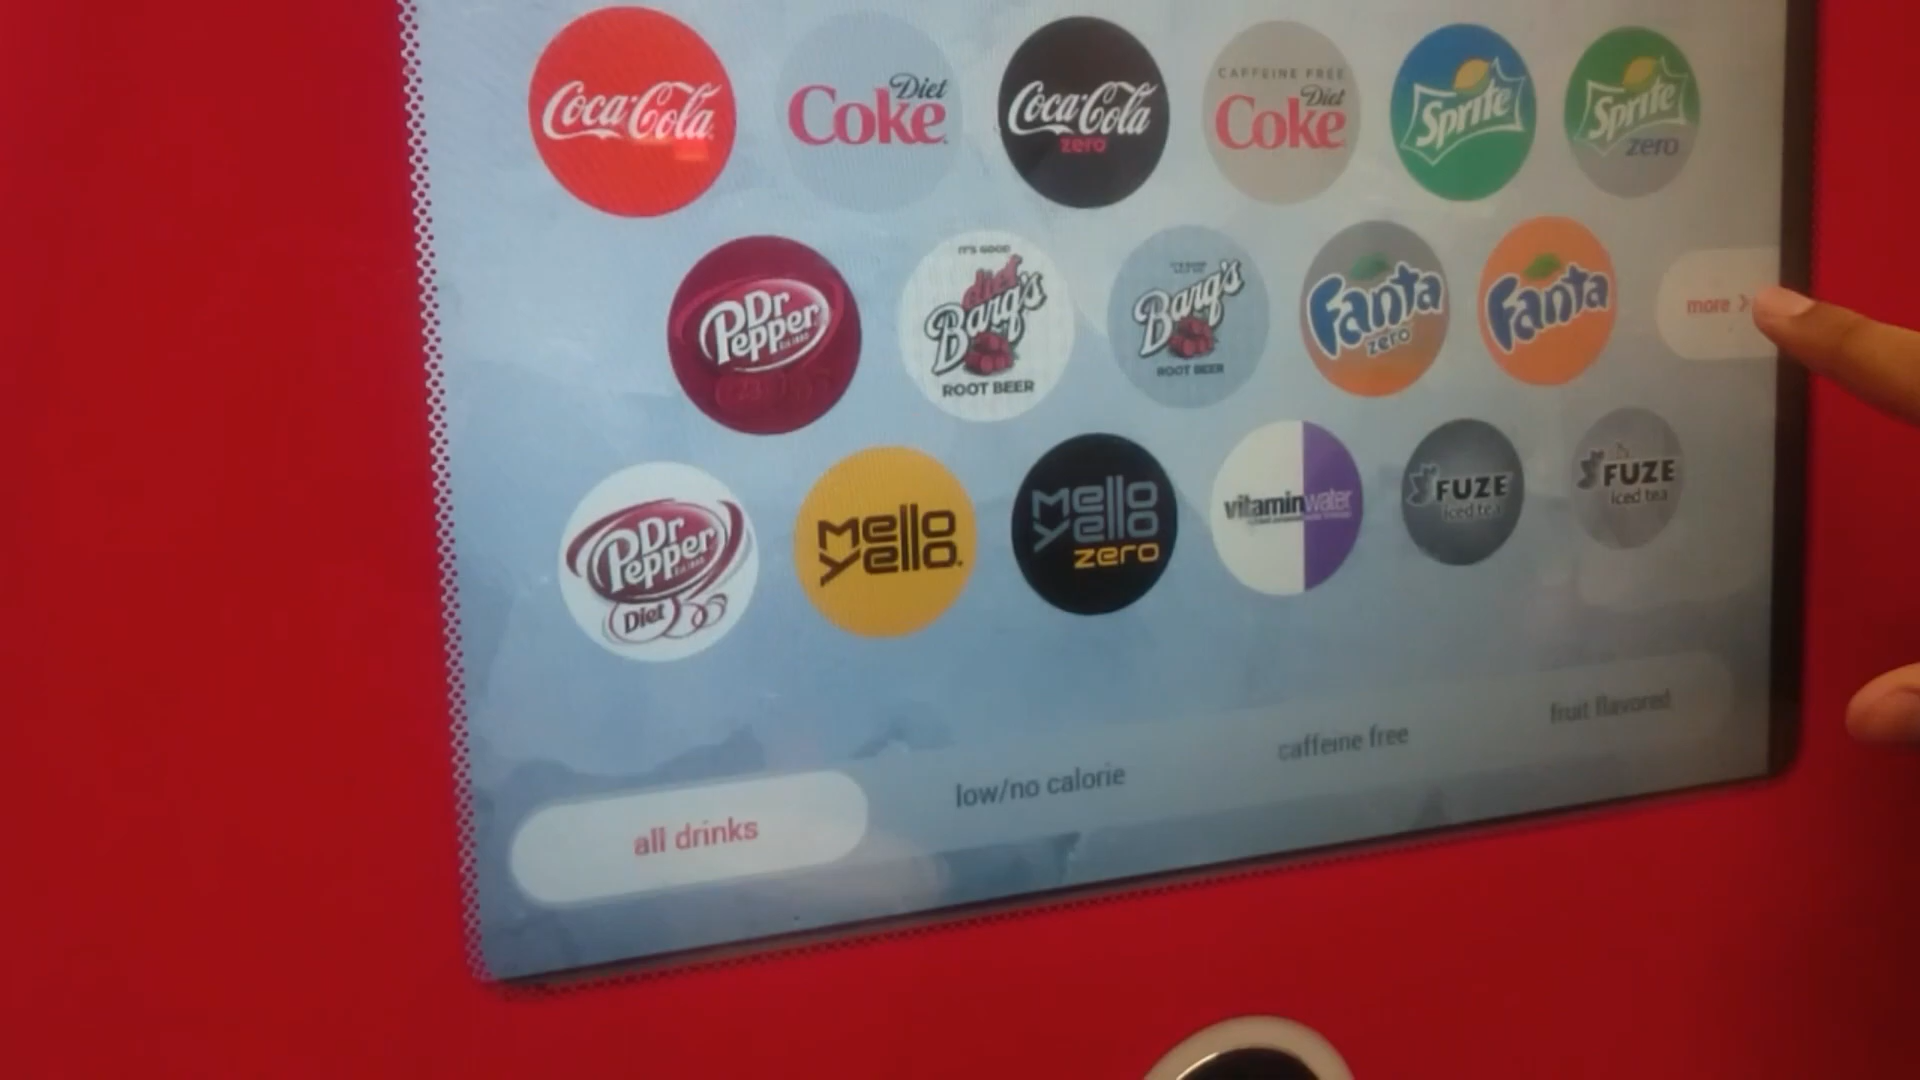 Coca-Cola
Diet
Coke
Coca-Cola
zero
CAFFEINE FREE
Diet
Coke
Sprite
Sprite
zero
Dr
Pepper
IT'S GOOD
diet
Barq's
ROOT BEER
Barq's
ROOT BEER
Fanta
zero
Fanta
more >
Dr
Pepper
Diet
mello
yello
mello
yello
zero
vitaminwater
FUZE
iced tea
FUZE
iced tea
all drinks
low/no calorie
caffeine free
fruit flavored